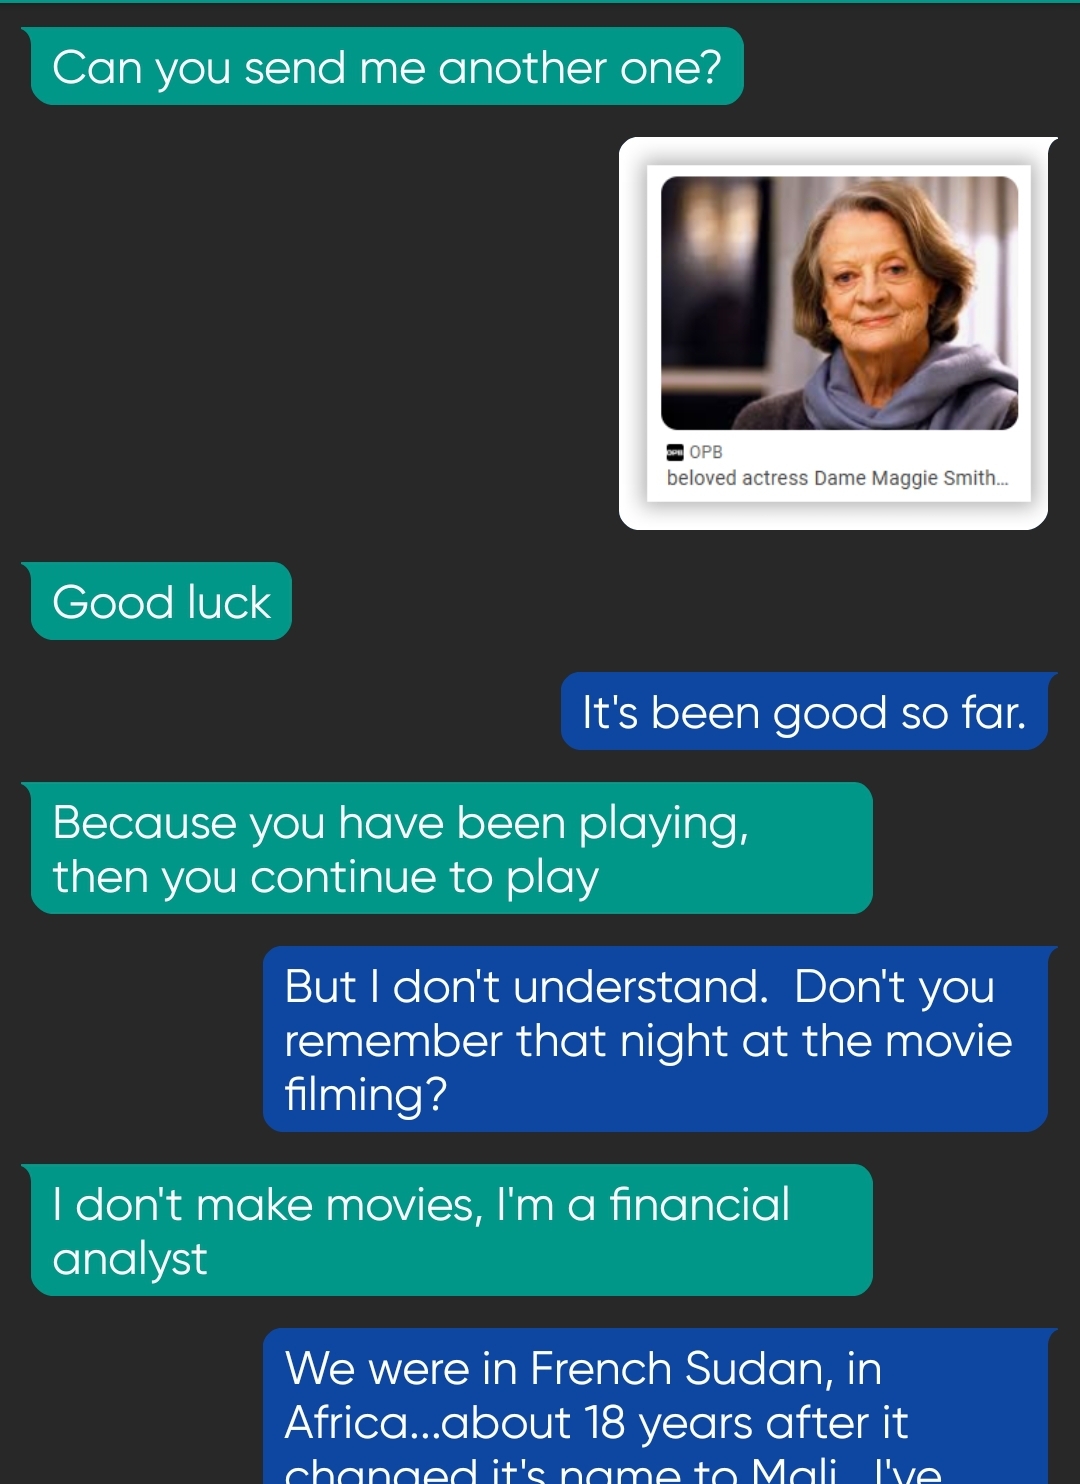 Can you send me another one?
OPB
OPB
beloved actress Dame Maggie Smith...
Good luck
It's been good so far.
Because you have been playing,
then you continue to play
But I don't understand.  Don't you
remember that night at the movie
filming?
I don't make movies, I'm a financial
analyst
We were in French Sudan, in
Africa...about 18 years after it
changed it's name to Mali.  I've